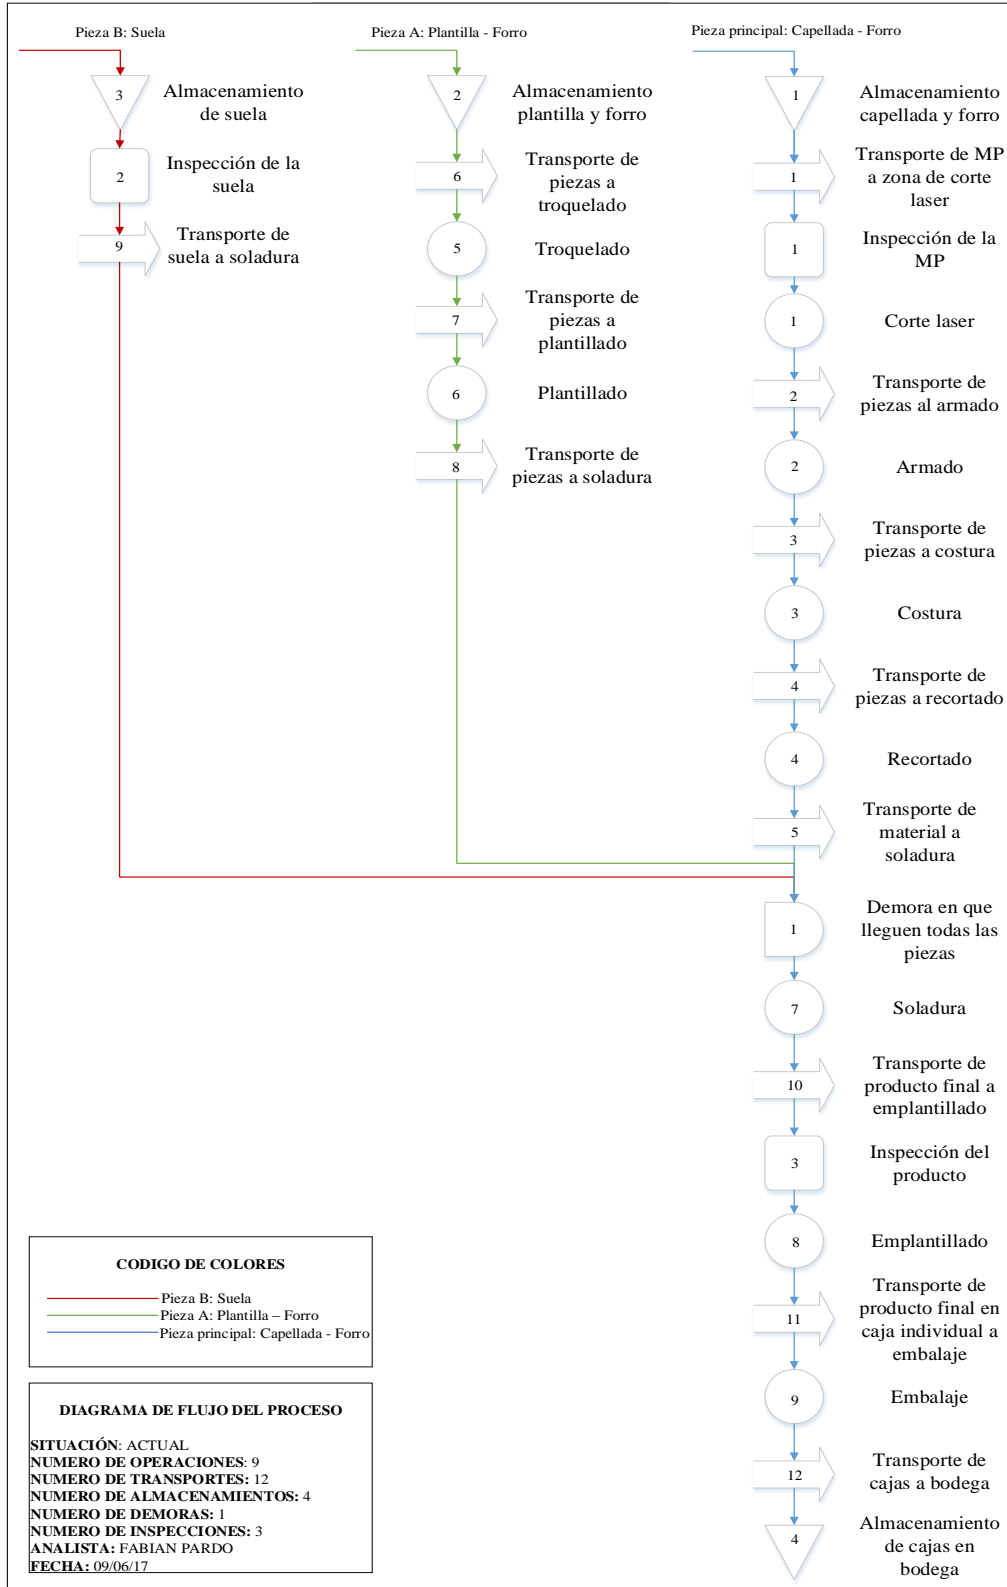 Pieza B: Suela
3
Almacenamiento
de suela
2
Inspección de la
suela
9
Transporte de
suela a soladura
Pieza A: Plantilla - Forro
2
Almacenamiento
plantilla y forro
6
Transporte de
piezas a
troquelado
5
Troquelado
7
Transporte de
piezas a
plantillado
6
Plantillado
8
Transporte de
piezas a soladura
Pieza principal: Capellada - Forro
1
Almacenamiento
capellada y forro
1
Transporte de MP
a zona de corte
laser
1
Inspección de la
MP
1
Corte laser
2
Transporte de
piezas al armado
2
Armado
3
Transporte de
piezas a costura
3
Costura
4
Transporte de
piezas a recortado
4
Recortado
5
Transporte de
material a
soladura
1
Demora en que
lleguen todas las
piezas
7
Soladura
10
Transporte de
producto final a
emplantillado
3
Inspección del
producto
8
Emplantillado
11
Transporte de
producto final en
caja individual a
embalaje
9
Embalaje
12
Transporte de
cajas a bodega
4
Almacenamiento
de cajas en
bodega
CODIGO DE COLORES
Pieza B: Suela
Pieza A: Plantilla – Forro
Pieza principal: Capellada - Forro
DIAGRAMA DE FLUJO DEL PROCESO
SITUACIÓN: ACTUAL
NUMERO DE OPERACIONES: 9
NUMERO DE TRANSPORTES: 12
NUMERO DE ALMACENAMIENTOS: 4
NUMERO DE DEMORAS: 1
NUMERO DE INSPECCIONES: 3
ANALISTA: FABIAN PARDO
FECHA: 09/06/17